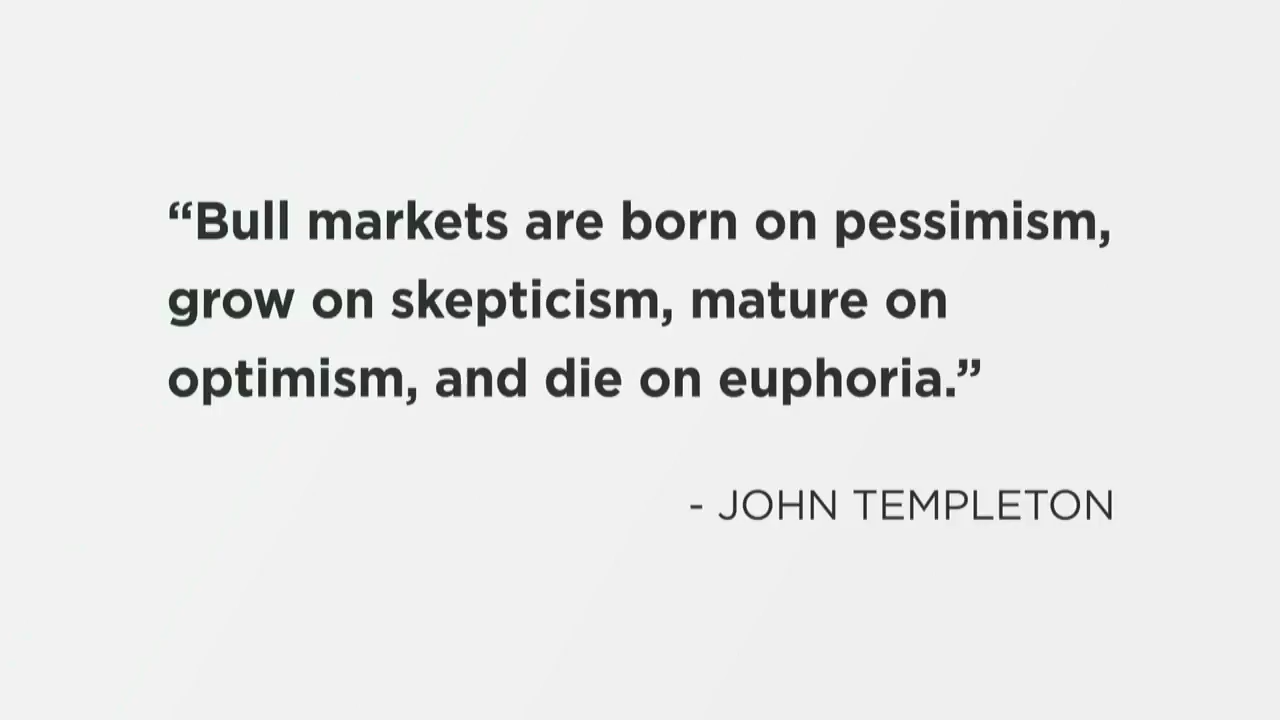 “Bull markets are born on pessimism,
grow on skepticism, mature on
optimism, and die on euphoria.”
- JOHN TEMPLETON